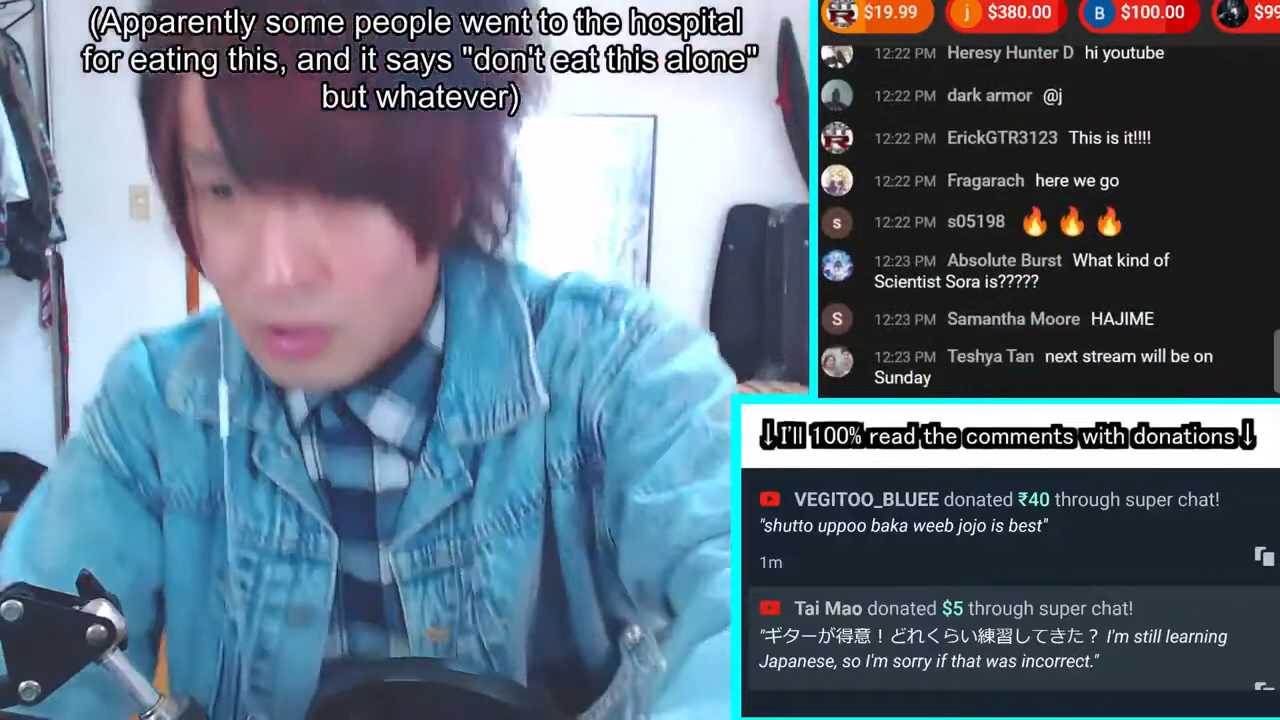 (Apparently some people went to the hospital
for eating this, and it says "don't eat this alone"
but whatever)
$19.99
j
$380.00
B
$100.00
12:22 PM Heresy Hunter D hi youtube
12:22 PM dark armor @j
12:22 PM ErickGTR3123 This is it!!!!
12:22 PM Fragarach here we go
s 12:22 PM s05198 🔥 🔥 🔥
12:23 PM Absolute Burst What kind of
Scientist Sora is?????
S 12:23 PM Samantha Moore HAJIME
12:23 PM Teshya Tan next stream will be on
Sunday
↓I'll 100% read the comments with donations↓
VEGITOO_BLUEE donated ₹40 through super chat!
"shutto uppoo baka weeb jojo is best"
1m
Tai Mao donated $5 through super chat!
"ギターが得意！どれくらい練習してきた？ I'm still learning
Japanese, so I'm sorry if that was incorrect."